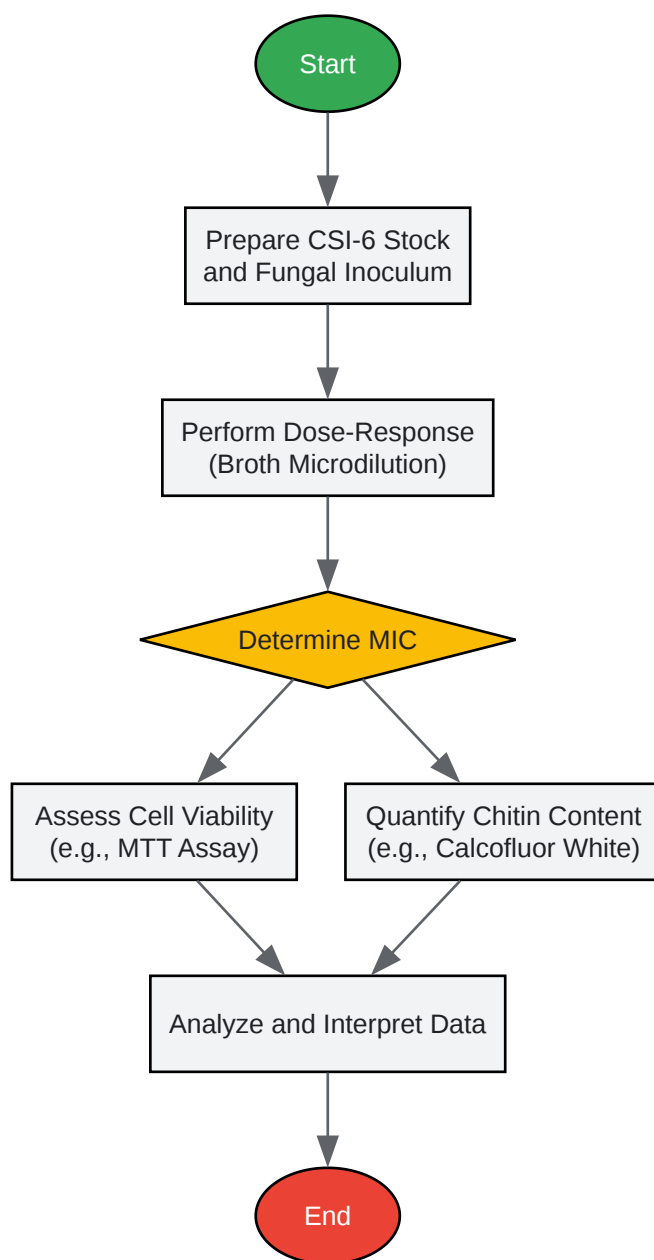 Start
Prepare CSI-6 Stock
and Fungal Inoculum
Perform Dose-Response
(Broth Microdilution)
Determine MIC
Assess Cell Viability
(e.g., MTT Assay)
Quantify Chitin Content
(e.g., Calcofluor White)
Analyze and Interpret Data
End